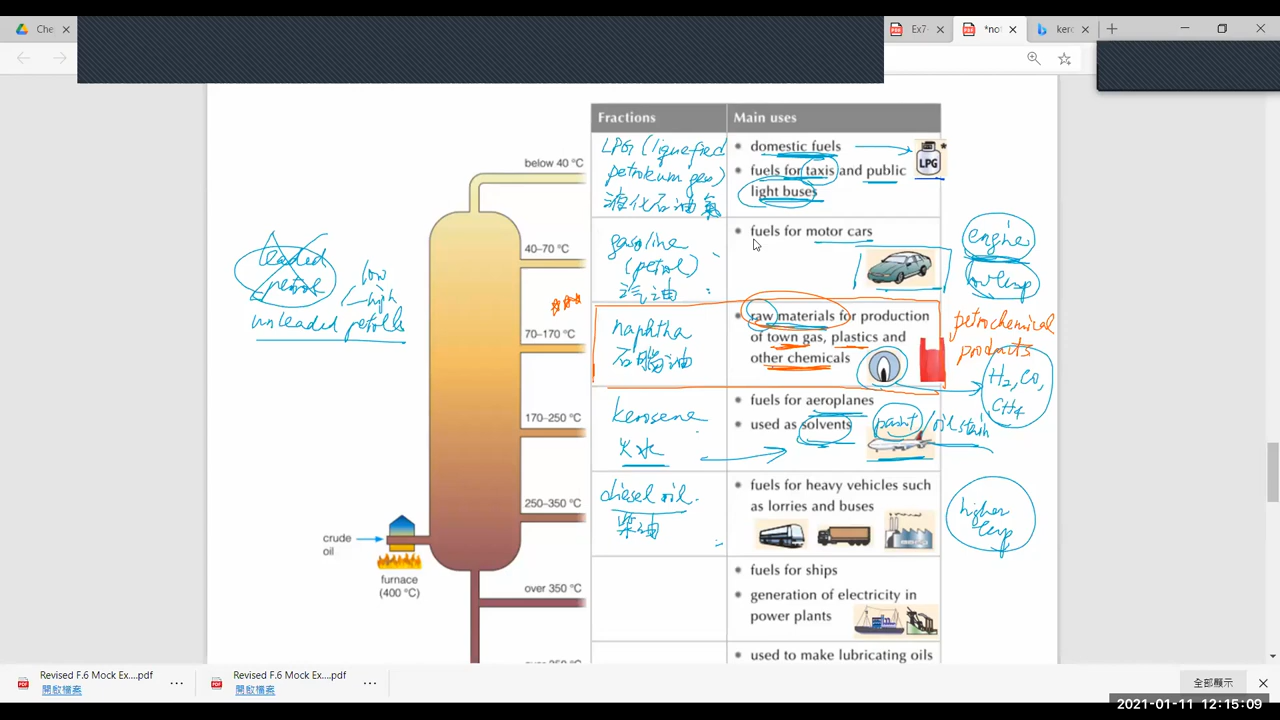 Che
Ex7-
*no
kero
Fractions
Main uses
below 40 °C
LPG (liquefied
petroleum gas)
液化石油氣
• domestic fuels
• fuels for taxis and public
light buses
LPG
*
40–70 °C
gasoline
(petrol)
汽油
• fuels for motor cars
engine
low temp
leaded
petrol
low
high
unleaded petrols
70–170 °C
naphtha
石腦油
• raw materials for production
of town gas, plastics and
other chemicals
petrochemical
products
H2, CO,
CH4
170–250 °C
kerosene
火水
• fuels for aeroplanes
• used as solvents
paint / oil stain
250–350 °C
diesel oil
柴油
• fuels for heavy vehicles such
as lorries and buses
higher
temp
crude
oil
furnace
(400 °C)
over 350 °C
• fuels for ships
• generation of electricity in
power plants
• used to make lubricating oils
Revised F.6 Mock Ex....pdf
開啟檔案
Revised F.6 Mock Ex....pdf
開啟檔案
全部顯示
2021-01-11 12:15:09